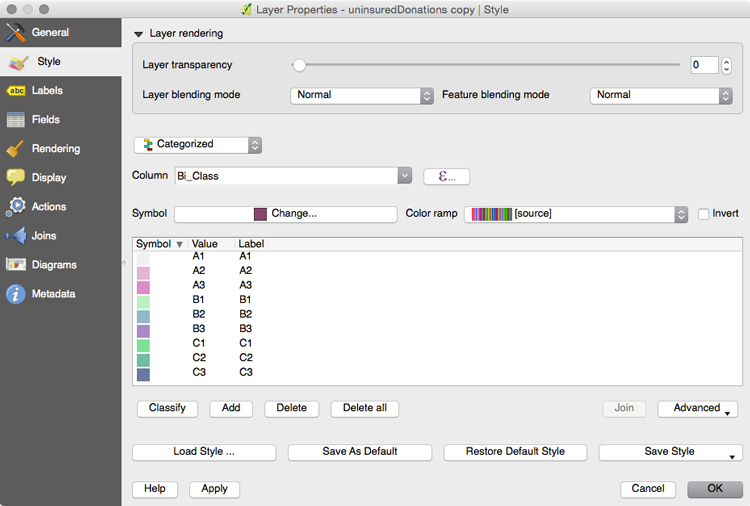 Layer Properties - uninsuredDonations copy | Style
General
Style
Labels
Fields
Rendering
Display
Actions
Joins
Diagrams
Metadata
Layer rendering
Layer transparency 0
Layer blending mode Normal Feature blending mode Normal
Categorized
Column Bi_Class ε...
Symbol Change... Color ramp [source] Invert
Symbol Value Label
A1 A1
A2 A2
A3 A3
B1 B1
B2 B2
B3 B3
C1 C1
C2 C2
C3 C3
Classify Add Delete Delete all Join Advanced
Load Style ... Save As Default Restore Default Style Save Style
Help Apply Cancel OK
abc